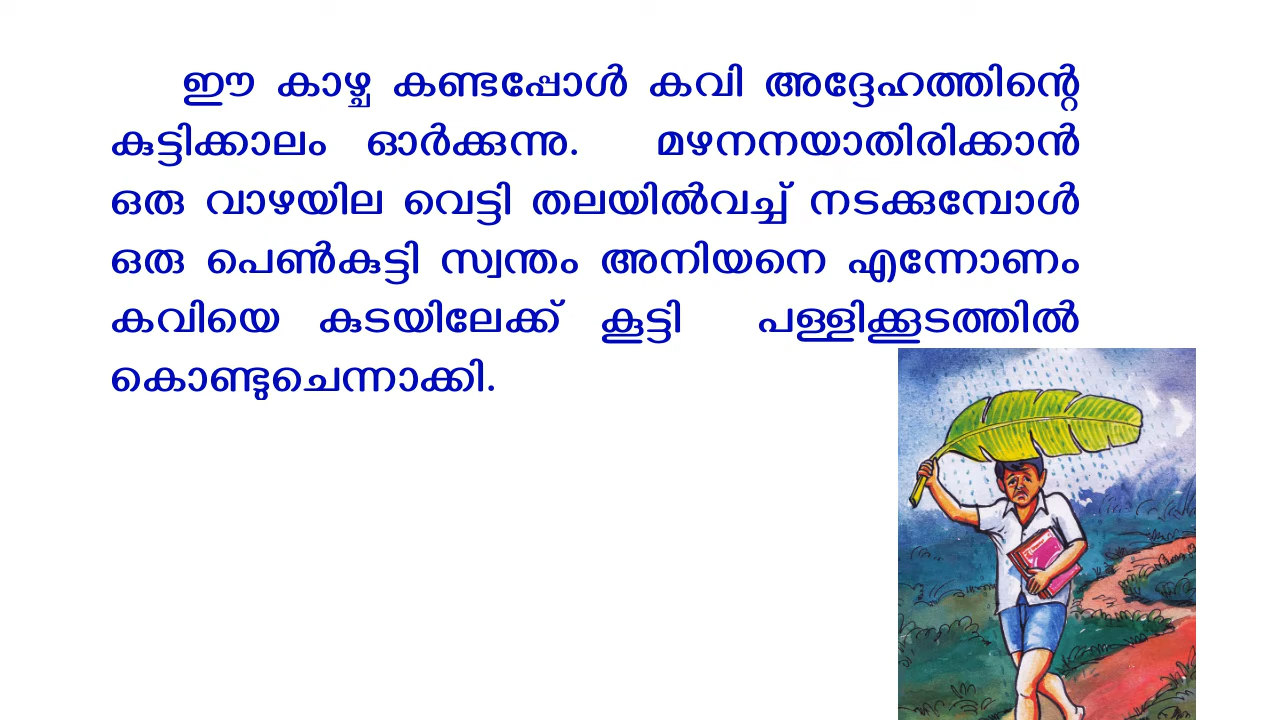 ഈ കാഴ്ച കണ്ടപ്പോൾ കവി അദ്ദേഹത്തിന്റെ
കുട്ടിക്കാലം ഓർക്കുന്നു. മഴനനയാതിരിക്കാൻ
ഒരു വാഴയില വെട്ടി തലയിൽവച്ച് നടക്കുമ്പോൾ
ഒരു പെൺകുട്ടി സ്വന്തം അനിയനെ എന്നോണം
കവിയെ കുടയിലേക്ക് കൂട്ടി പള്ളിക്കൂടത്തിൽ
കൊണ്ടുചെന്നാക്കി.